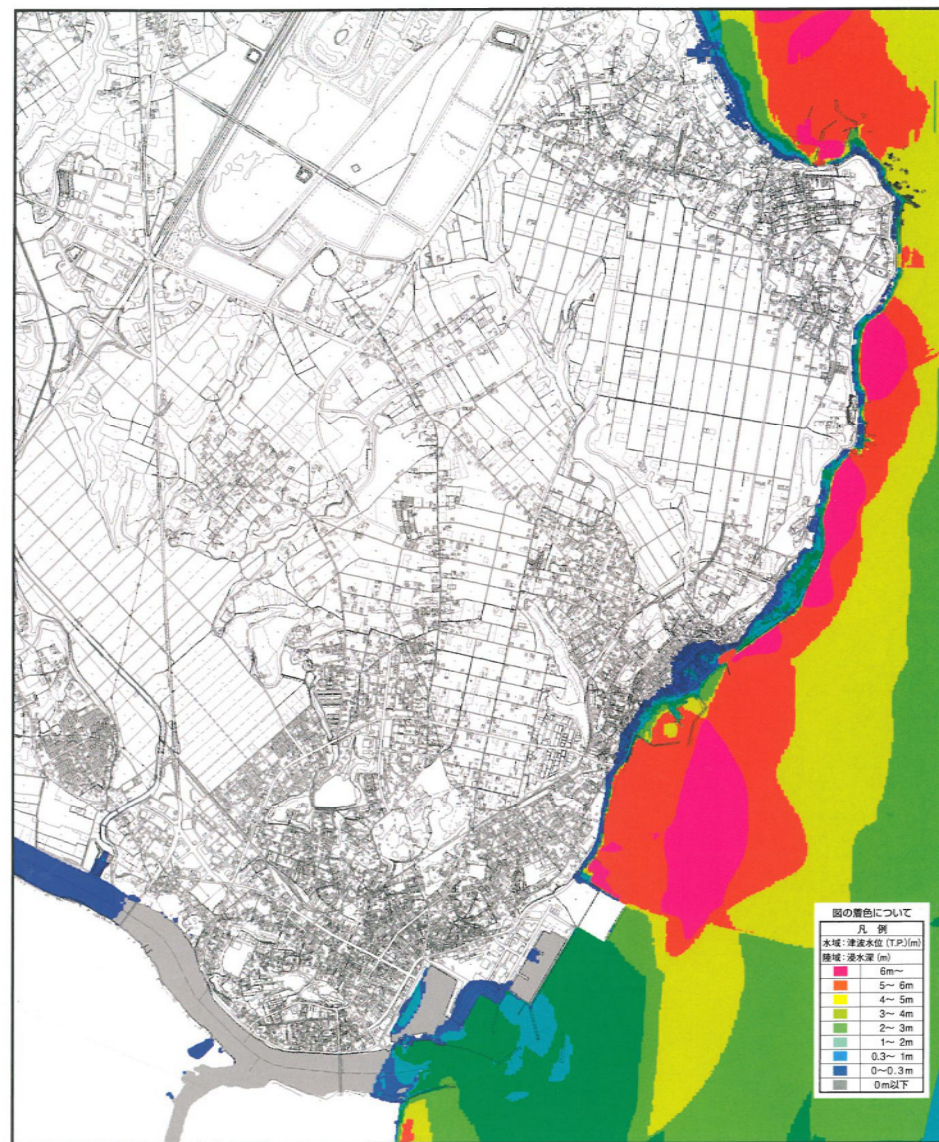 図の着色について
凡 例
水域:津波水位 (T.P.)(m)
陸域:浸水深 (m)
6m~
5~ 6m
4~ 5m
3~ 4m
2~ 3m
1~ 2m
0.3~ 1m
0~0.3m
0m以下